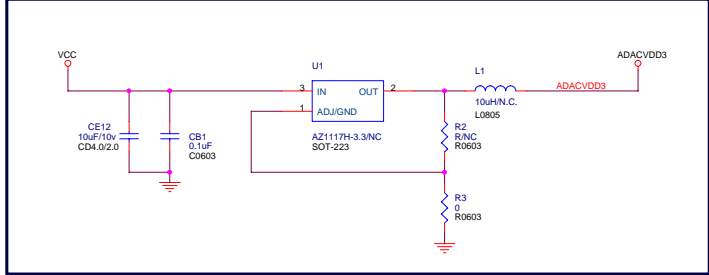 VCC
ADACVDD3
U1
L1
3
IN
OUT
2
ADACVDD3
1
ADJ/GND
10uH/N.C.
L0805
CE12
10uF/10v
CD4.0/2.0
CB1
0.1uF
C0603
AZ1117H-3.3/NC
SOT-223
R2
R/NC
R0603
R3
0
R0603